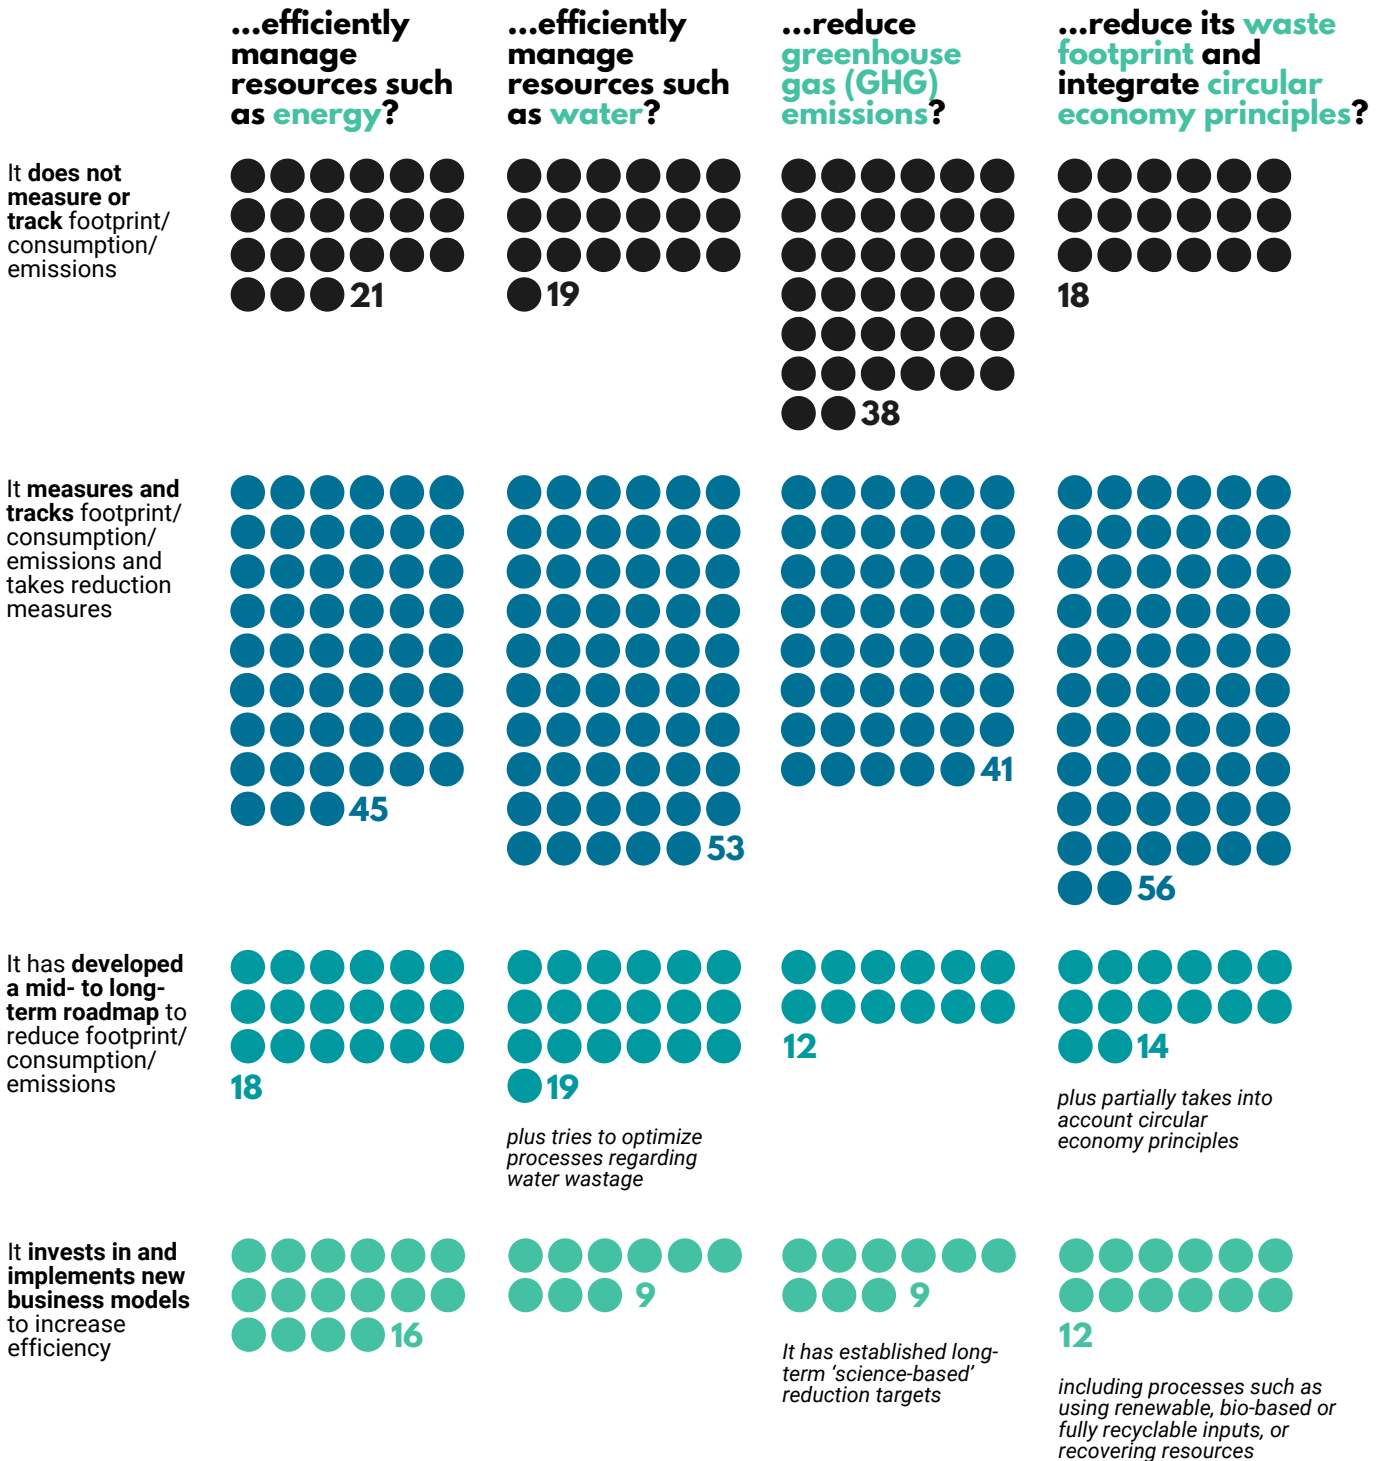 ...efficiently
manage
resources such
as energy?
...efficiently
manage
resources such
as water?
...reduce
greenhouse
gas (GHG)
emissions?
...reduce its waste
footprint and
integrate circular
economy principles?
It does not
measure or
track footprint/
consumption/
emissions
21
19
38
18
It measures and
tracks footprint/
consumption/
emissions and
takes reduction
measures
45
53
41
56
It has developed
a mid- to long-
term roadmap to
reduce footprint/
consumption/
emissions
18
19
plus tries to optimize
processes regarding
water wastage
12
14
plus partially takes into
account circular
economy principles
It invests in and
implements new
business models
to increase
efficiency
16
9
9
It has established long-
term ‘science-based’
reduction targets
12
including processes such as
using renewable, bio-based or
fully recyclable inputs, or
recovering resources